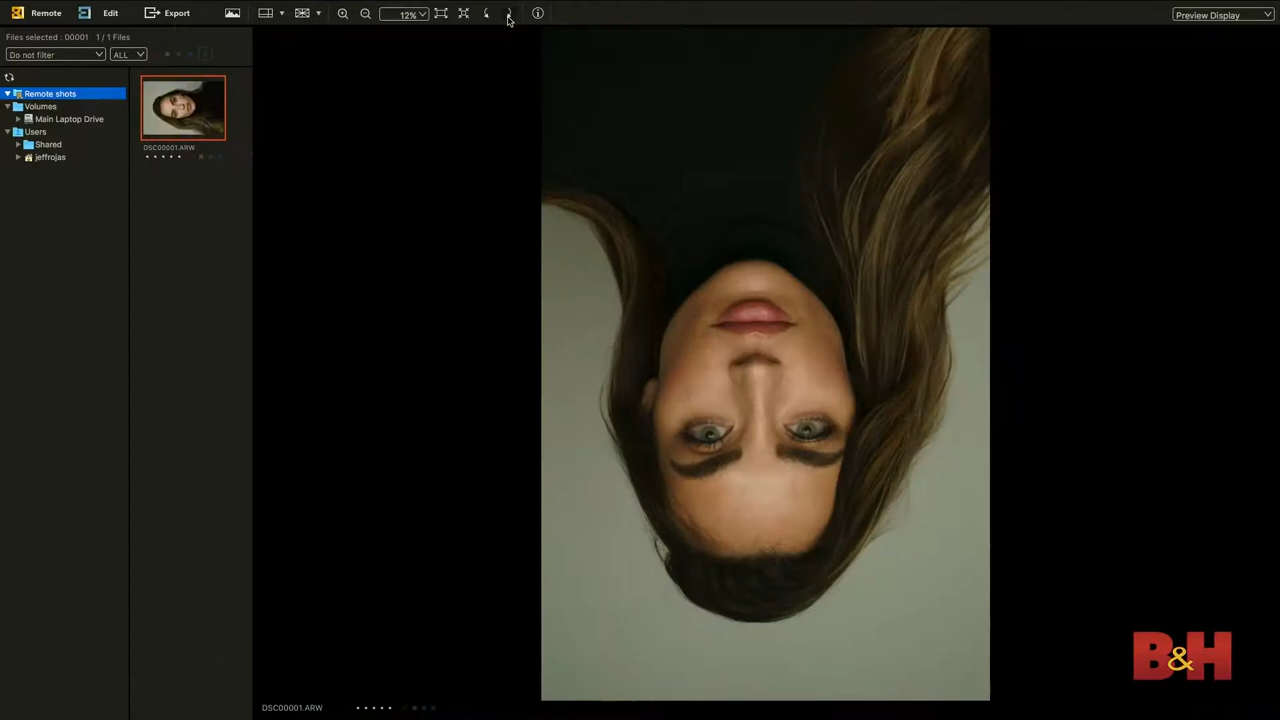 Remote Edit Export 12% Preview Display
Files selected : 00001 1 / 1 Files
Do not filter ALL
Remote shots
Volumes
Main Laptop Drive
Users
Shared
jeffrojas
DSC00001.ARW
B&H
DSC00001.ARW